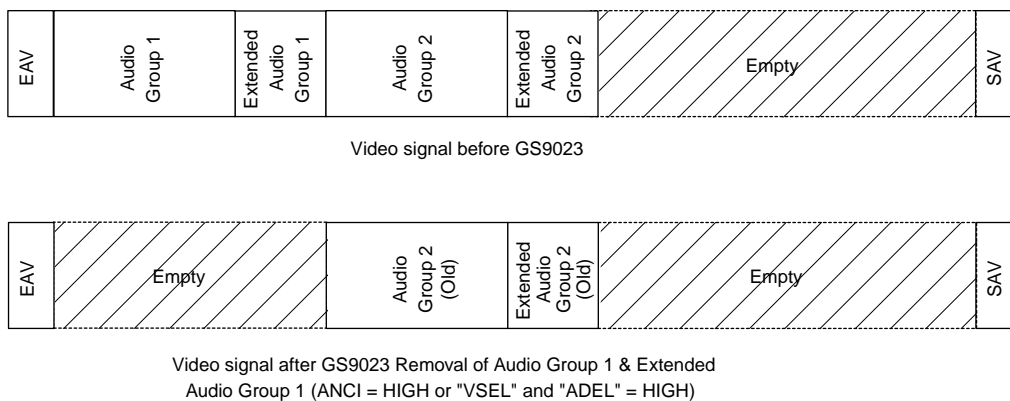 EAV
Audio
Group 1
Extended
Audio
Group 1
Audio
Group 2
Extended
Audio
Group 2
Empty
SAV
Video signal before GS9023
EAV
Empty
Audio
Group 2
(Old)
Extended
Audio
Group 2
(Old)
Empty
SAV
Video signal after GS9023 Removal of Audio Group 1 & Extended
Audio Group 1 (ANCI = HIGH or "VSEL" and "ADEL" = HIGH)